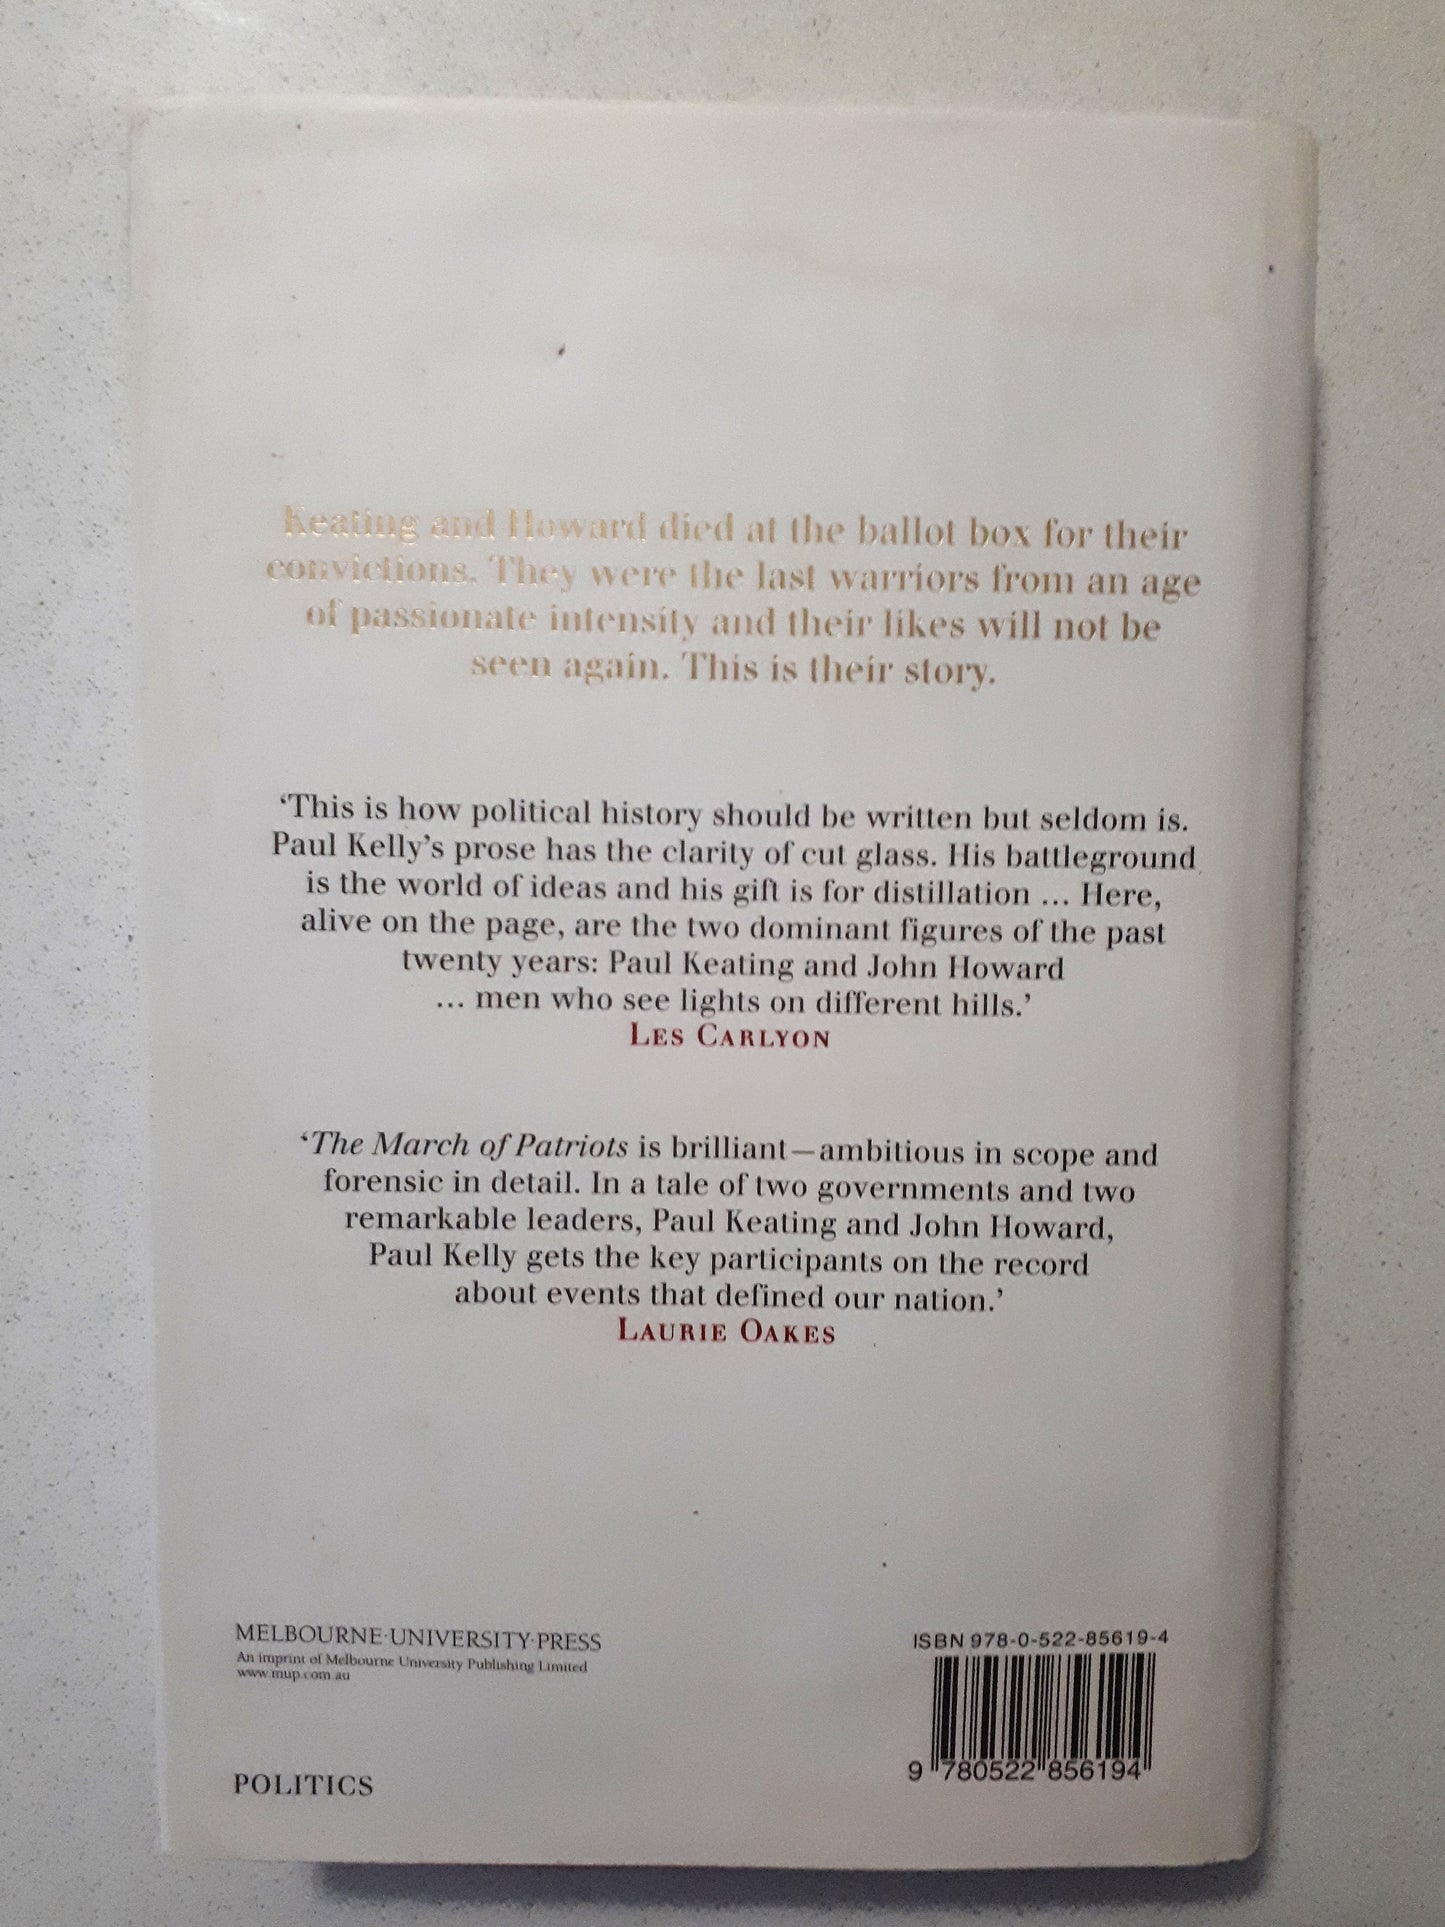 Keating and Howard died at the ballot box for their
convictions. They were the last warriors from an age
of passionate intensity and their likes will not be
seen again. This is their story.
‘This is how political history should be written but seldom is.
Paul Kelly’s prose has the clarity of cut glass. His battleground
is the world of ideas and his gift is for distillation ... Here,
alive on the page, are the two dominant figures of the past
twenty years: Paul Keating and John Howard
... men who see lights on different hills.’
LES CARLYON
‘The March of Patriots is brilliant—ambitious in scope and
forensic in detail. In a tale of two governments and two
remarkable leaders, Paul Keating and John Howard,
Paul Kelly gets the key participants on the record
about events that defined our nation.’
LAURIE OAKES
MELBOURNE·UNIVERSITY·PRESS
An imprint of Melbourne University Publishing Limited
www.mup.com.au
POLITICS
ISBN 978-0-522-85619-4
9 780522 856194